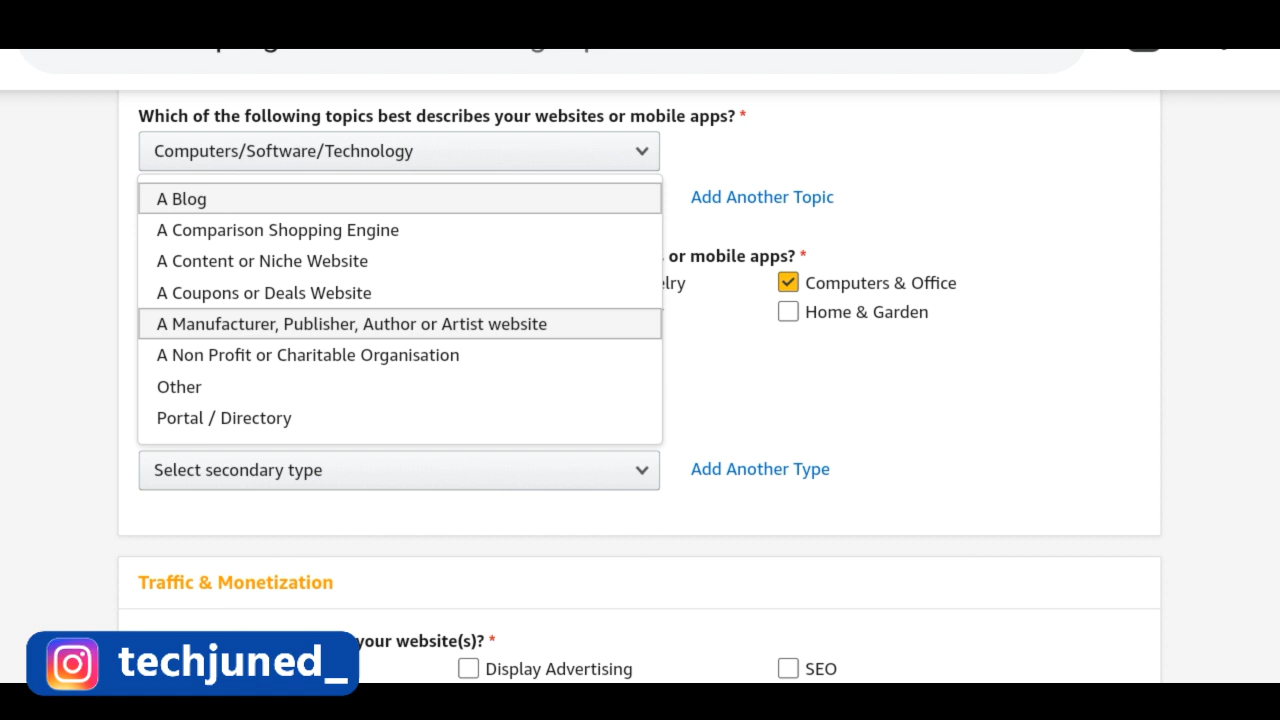 Which of the following topics best describes your websites or mobile apps? *
Computers/Software/Technology
A Blog
Add Another Topic
A Comparison Shopping Engine
A Content or Niche Website
or mobile apps? *
Computers & Office
A Coupons or Deals Website
A Manufacturer, Publisher, Author or Artist website
Home & Garden
A Non Profit or Charitable Organisation
Other
Portal / Directory
Select secondary type
Add Another Type
Traffic & Monetization
your website(s)? *
techjuned_
Display Advertising
SEO